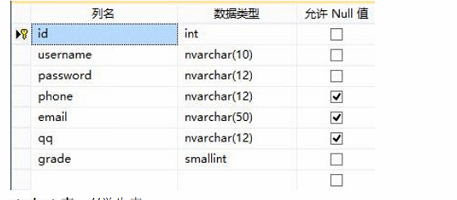 列名 数据类型 允许 Null 值
id int
username nvarchar(10)
password nvarchar(12)
phone nvarchar(12)
email nvarchar(50)
qq nvarchar(12)
grade smallint